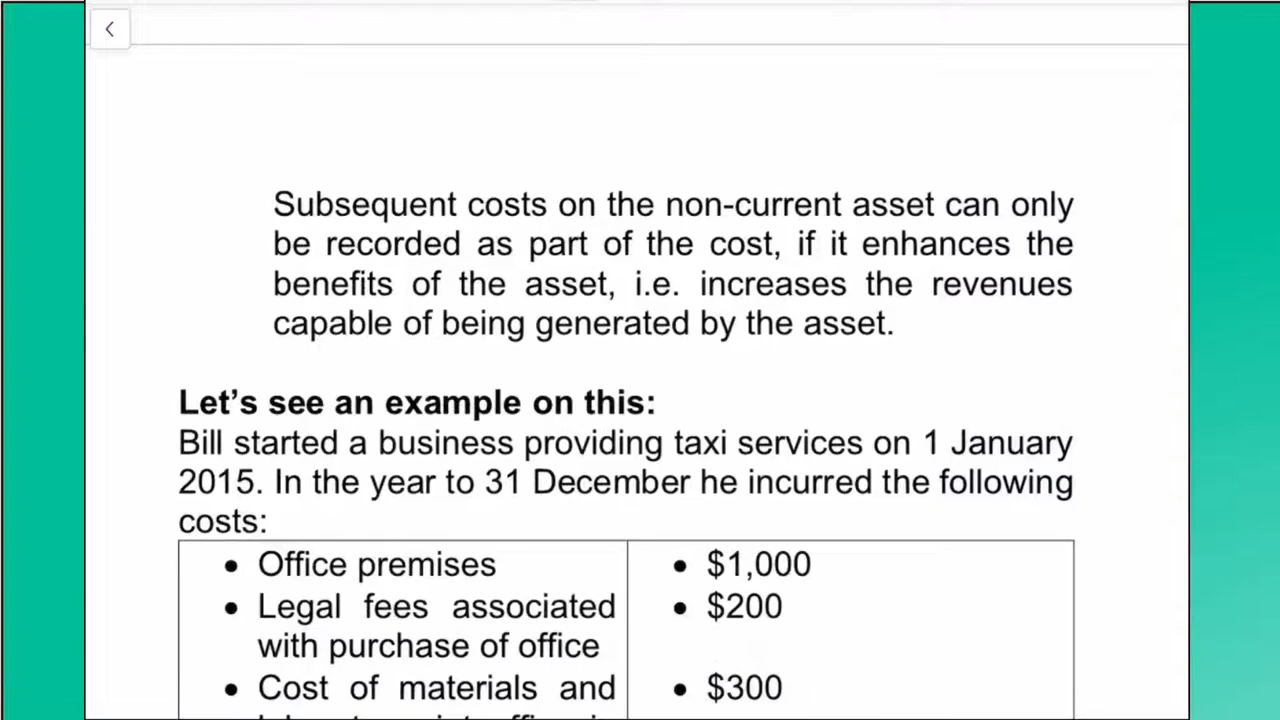 Subsequent costs on the non-current asset can only
be recorded as part of the cost, if it enhances the
benefits of the asset, i.e. increases the revenues
capable of being generated by the asset.
Let’s see an example on this:
Bill started a business providing taxi services on 1 January
2015. In the year to 31 December he incurred the following
costs:
• Office premises • $1,000
• Legal fees associated • $200
with purchase of office
• Cost of materials and • $300